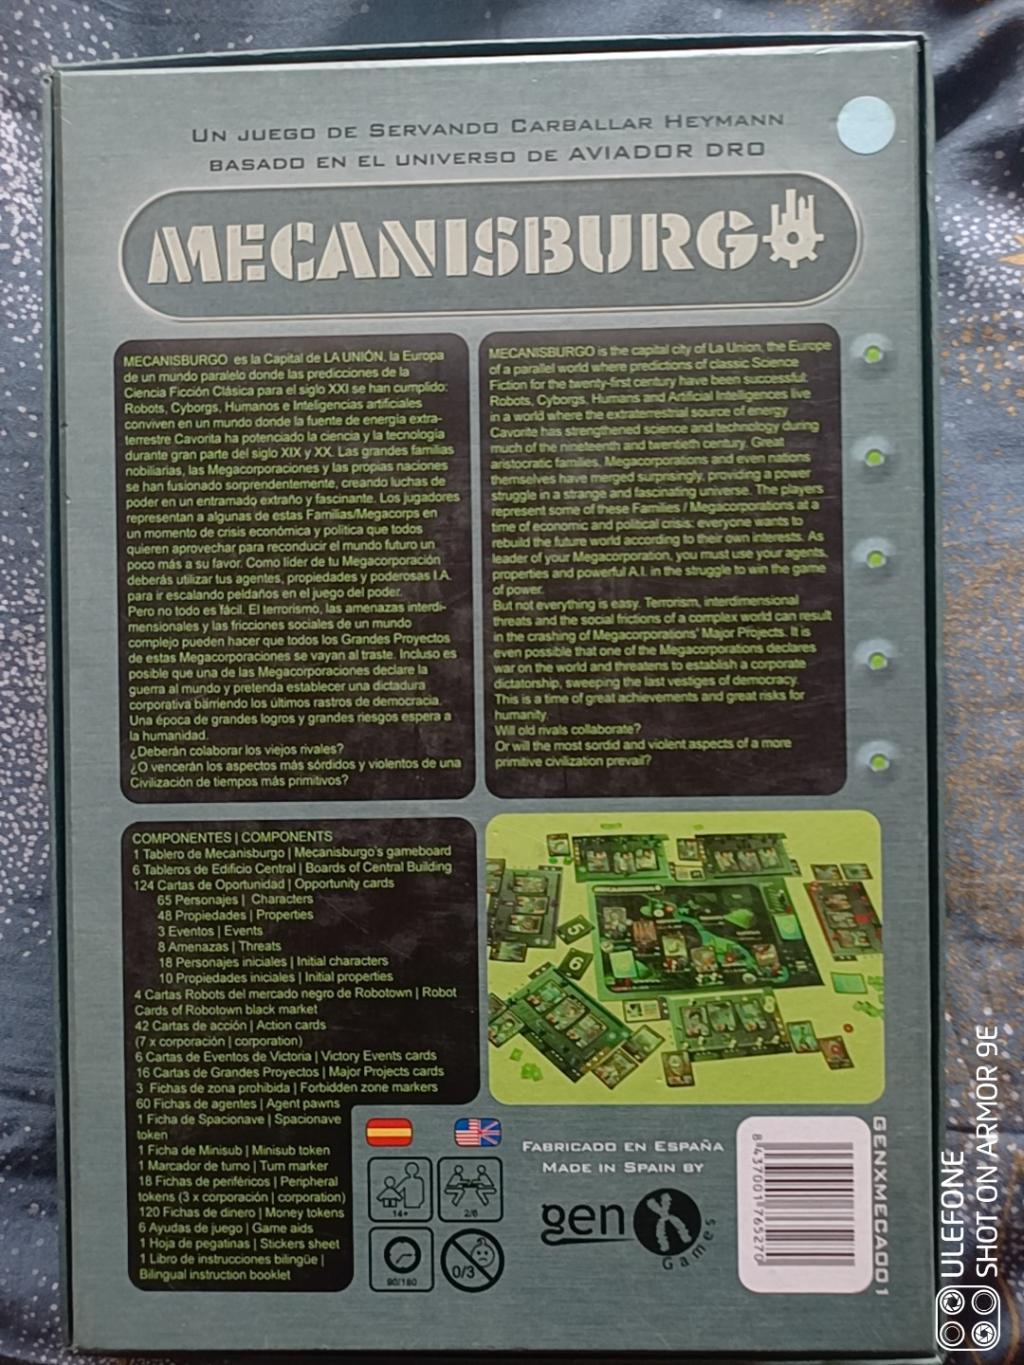 UN JUEGO DE SERVANDO CARBALLAR HEYMANN
BASADO EN EL UNIVERSO DE AVIADOR DRO
MECANISBURGO
MECANISBURGO es la Capital de LA UNIÓN, la Europa
de un mundo paralelo donde las predicciones de la
Ciencia Ficción Clásica para el siglo XXI se han cumplido:
Robots, Cyborgs, Humanos e Inteligencias artificiales
conviven en un mundo donde la fuente de energía extra-
terrestre Cavorita ha potenciado la ciencia y la tecnología
durante gran parte del siglo XIX y XX. Las grandes familias
nobiliarias, las Megacorporaciones y las propias naciones
se han fusionado sorprendentemente, creando luchas de
poder en un entramado extraño y fascinante. Los jugadores
representan a algunas de estas Familias/Megacorps en
un momento de crisis económica y política que todos
quieren aprovechar para reconducir el mundo futuro un
poco más a su favor. Como líder de tu Megacorporación
deberás utilizar tus agentes, propiedades y poderosas I.A.
para ir escalando peldaños en el juego del poder.
Pero no todo es fácil. El terrorismo, las amenazas interdi-
mensionales y las fricciones sociales de un mundo
complejo pueden hacer que todos los Grandes Proyectos
de estas Megacorporaciones se vayan al traste. Incluso es
posible que una de las Megacorporaciones declare la
guerra al mundo y pretenda establecer una dictadura
corporativa barriendo los últimos rastros de democracia.
Una época de grandes logros y grandes riesgos espera a
la humanidad.
¿Deberán colaborar los viejos rivales?
¿O vencerán los aspectos más sórdidos y violentos de una
Civilización de tiempos más primitivos?
MECANISBURGO is the capital city of La Union, the Europe
of a parallel world where predictions of classic Science
Fiction for the twenty-first century have been successful:
Robots, Cyborgs, Humans and Artificial Intelligences live
in a world where the extraterrestrial source of energy
Cavorite has strengthened science and technology during
much of the nineteenth and twentieth century. Great
aristocratic families, Megacorporations and even nations
themselves have merged surprisingly, providing a power
struggle in a strange and fascinating universe. The players
represent some of these Families / Megacorporations at a
time of economic and political crisis: everyone wants to
rebuild the future world according to their own interests. As
leader of your Megacorporation, you must use your agents,
properties and powerful A.I. in the struggle to win the game
of power.
But not everything is easy. Terrorism, interdimensional
threats and the social frictions of a complex world can result
in the crashing of Megacorporations' Major Projects. It is
even possible that one of the Megacorporations declares
war on the world and threatens to establish a corporate
dictatorship, sweeping the last vestiges of democracy.
This is a time of great achievements and great risks for
humanity.
Will old rivals collaborate?
Or will the most sordid and violent aspects of a more
primitive civilization prevail?
COMPONENTES | COMPONENTS
1 Tablero de Mecanisburgo | Mecanisburgo's gameboard
6 Tableros de Edificio Central | Boards of Central Building
124 Cartas de Oportunidad | Opportunity cards
65 Personajes | Characters
48 Propiedades | Properties
3 Eventos | Events
8 Amenazas | Threats
18 Personajes iniciales | Initial characters
10 Propiedades iniciales | Initial properties
4 Cartas Robots del mercado negro de Robotown | Robot
Cards of Robotown black market
42 Cartas de acción | Action cards
(7 x corporación | corporation)
6 Cartas de Eventos de Victoria | Victory Events cards
16 Cartas de Grandes Proyectos | Major Projects cards
3 Fichas de zona prohibida | Forbidden zone markers
60 Fichas de agentes | Agent pawns
1 Ficha de Spacionave | Spacionave
token
1 Ficha de Minisub | Minisub token
1 Marcador de turno | Turn marker
18 Fichas de periféricos | Peripheral
tokens (3 x corporación | corporation)
120 Fichas de dinero | Money tokens
6 Ayudas de juego | Game aids
1 Hoja de pegatinas | Stickers sheet
1 Libro de instrucciones bilingüe |
Bilingual instruction booklet
MECANISBURGO
5
6
14+
2/6
90/180
0/3
FABRICADO EN ESPAÑA
MADE IN SPAIN BY
gen X
Games
8 437001 765270
GENXMECA001
ULEFONE
SHOT ON ARMOR 9E